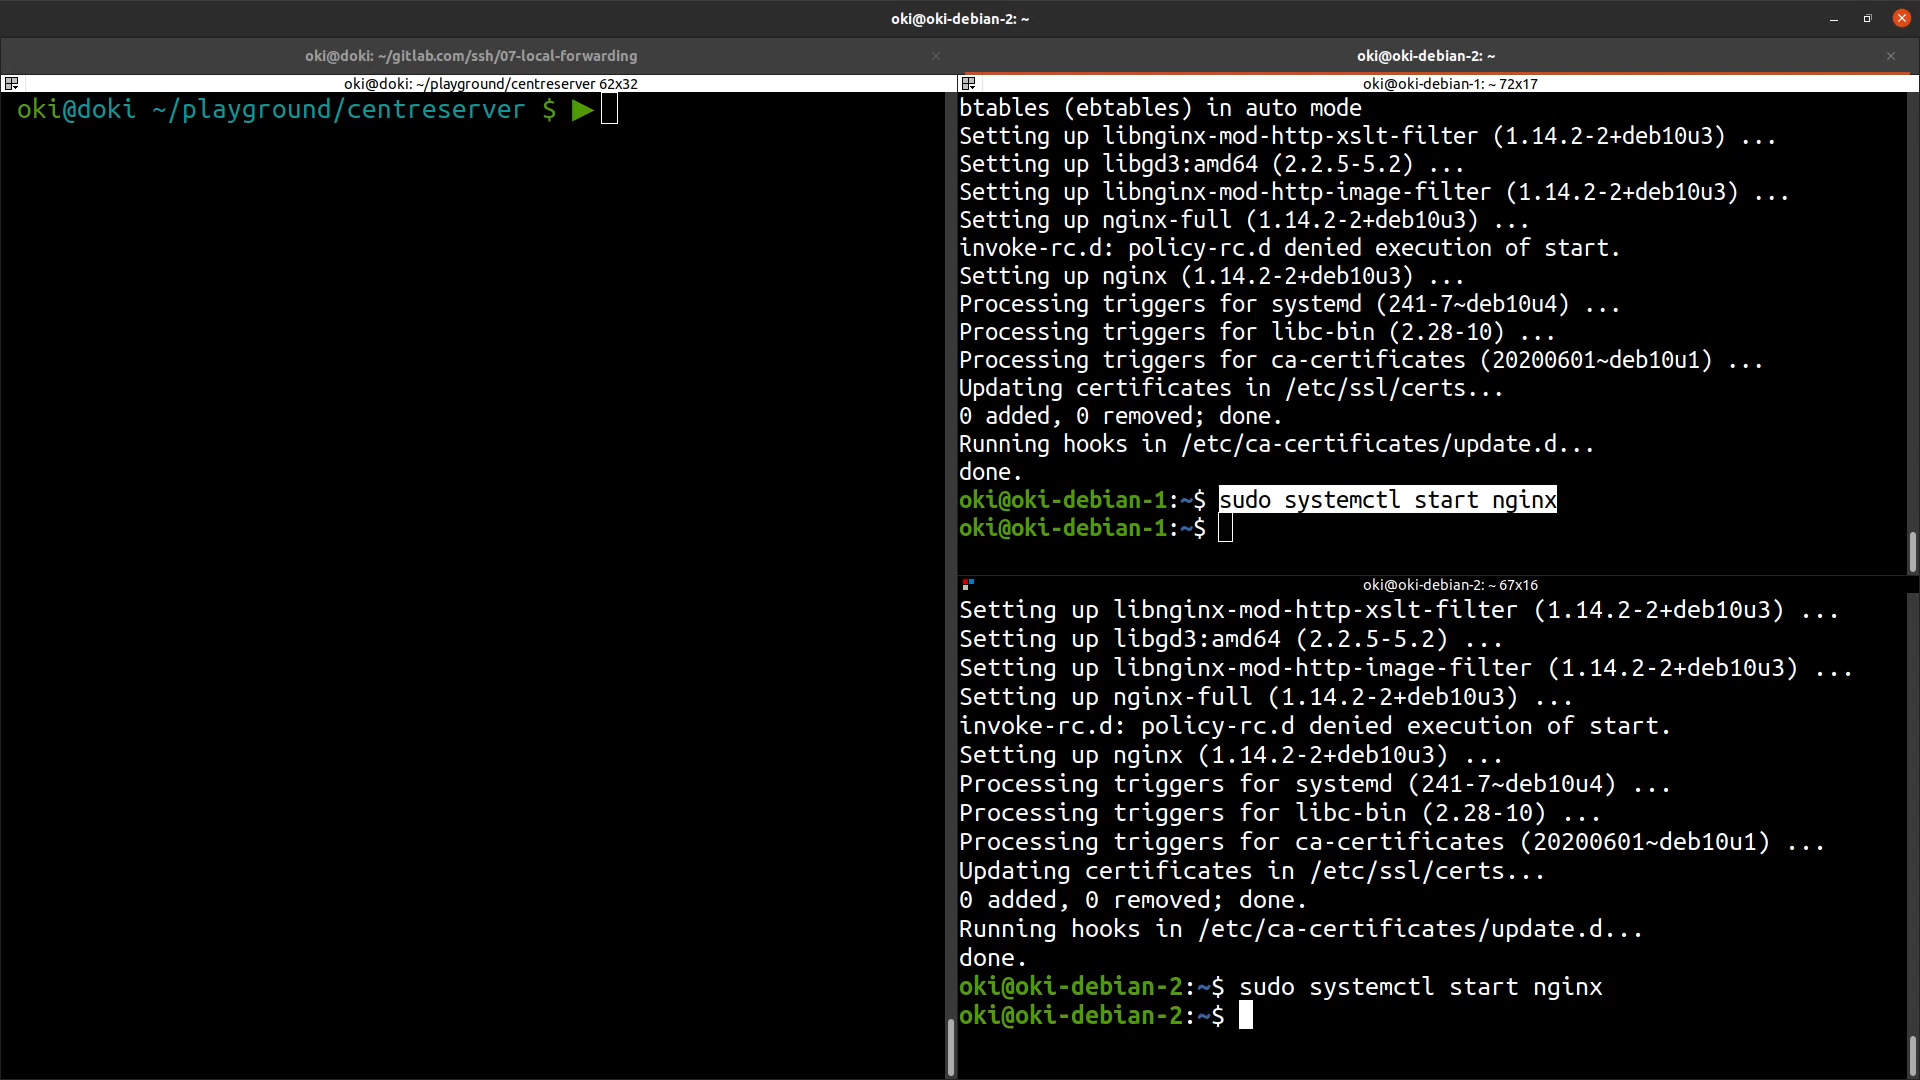 oki@oki-debian-2: ~
oki@doki: ~/gitlab.com/ssh/07-local-forwarding
oki@oki-debian-2: ~
oki@doki: ~/playground/centreserver 62x32
oki@doki ~/playground/centreserver $ ▶
oki@oki-debian-1: ~ 72x17
btables (ebtables) in auto mode
Setting up libnginx-mod-http-xslt-filter (1.14.2-2+deb10u3) ...
Setting up libgd3:amd64 (2.2.5-5.2) ...
Setting up libnginx-mod-http-image-filter (1.14.2-2+deb10u3) ...
Setting up nginx-full (1.14.2-2+deb10u3) ...
invoke-rc.d: policy-rc.d denied execution of start.
Setting up nginx (1.14.2-2+deb10u3) ...
Processing triggers for systemd (241-7~deb10u4) ...
Processing triggers for libc-bin (2.28-10) ...
Processing triggers for ca-certificates (20200601~deb10u1) ...
Updating certificates in /etc/ssl/certs...
0 added, 0 removed; done.
Running hooks in /etc/ca-certificates/update.d...
done.
oki@oki-debian-1:~$ sudo systemctl start nginx
oki@oki-debian-1:~$
oki@oki-debian-2: ~ 67x16
Setting up libnginx-mod-http-xslt-filter (1.14.2-2+deb10u3) ...
Setting up libgd3:amd64 (2.2.5-5.2) ...
Setting up libnginx-mod-http-image-filter (1.14.2-2+deb10u3) ...
Setting up nginx-full (1.14.2-2+deb10u3) ...
invoke-rc.d: policy-rc.d denied execution of start.
Setting up nginx (1.14.2-2+deb10u3) ...
Processing triggers for systemd (241-7~deb10u4) ...
Processing triggers for libc-bin (2.28-10) ...
Processing triggers for ca-certificates (20200601~deb10u1) ...
Updating certificates in /etc/ssl/certs...
0 added, 0 removed; done.
Running hooks in /etc/ca-certificates/update.d...
done.
oki@oki-debian-2:~$ sudo systemctl start nginx
oki@oki-debian-2:~$